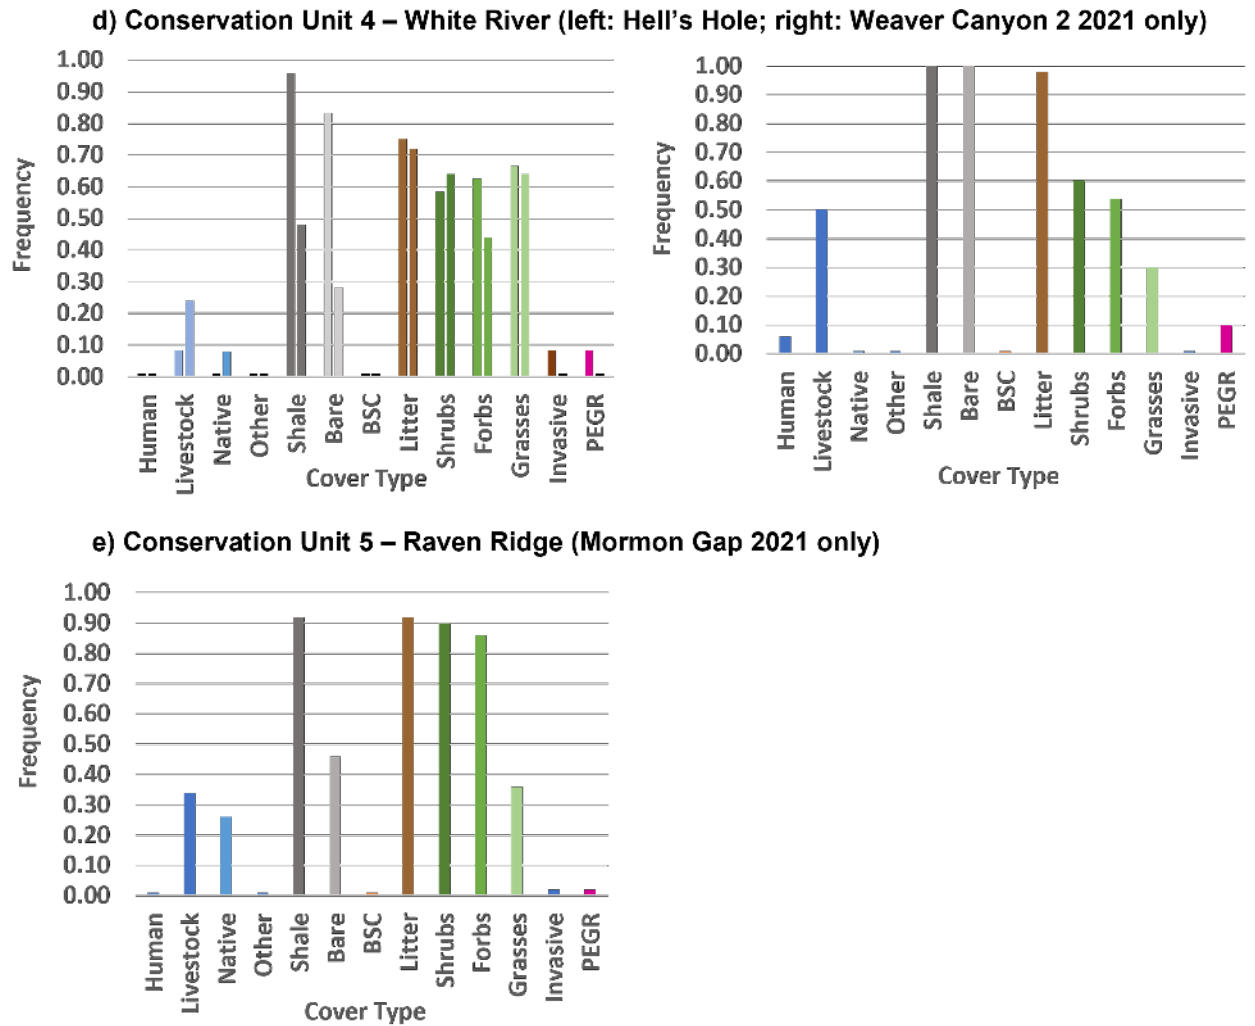 d) Conservation Unit 4 – White River (left: Hell’s Hole; right: Weaver Canyon 2 2021 only)
1.00
0.90
0.80
0.70
0.60
0.50
0.40
0.30
0.20
0.10
0.00
Frequency
Human
Livestock
Native
Other
Shale
Bare
BSC
Litter
Shrubs
Forbs
Grasses
Invasive
PEGR
Cover Type
1.00
0.90
0.80
0.70
0.60
0.50
0.40
0.30
0.20
0.10
0.00
Frequency
Human
Livestock
Native
Other
Shale
Bare
BSC
Litter
Shrubs
Forbs
Grasses
Invasive
PEGR
Cover Type
e) Conservation Unit 5 – Raven Ridge (Mormon Gap 2021 only)
1.00
0.90
0.80
0.70
0.60
0.50
0.40
0.30
0.20
0.10
0.00
Frequency
Human
Livestock
Native
Other
Shale
Bare
BSC
Litter
Shrubs
Forbs
Grasses
Invasive
PEGR
Cover Type